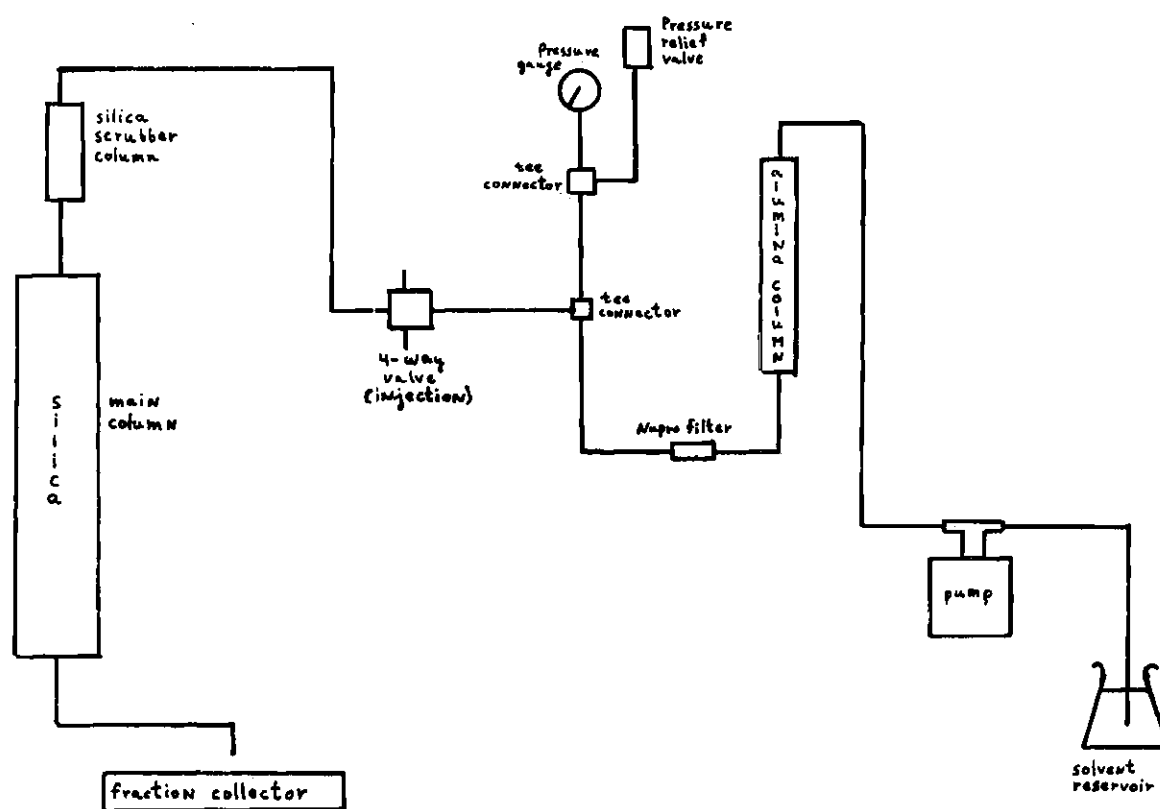 Pressure
relief
valve
Pressure
gauge
silica
scrubber
column
tee
connector
alumina column
tee
connector
4-way
valve
(injection)
silica
main
column
Nupro filter
pump
solvent
reservoir
fraction collector